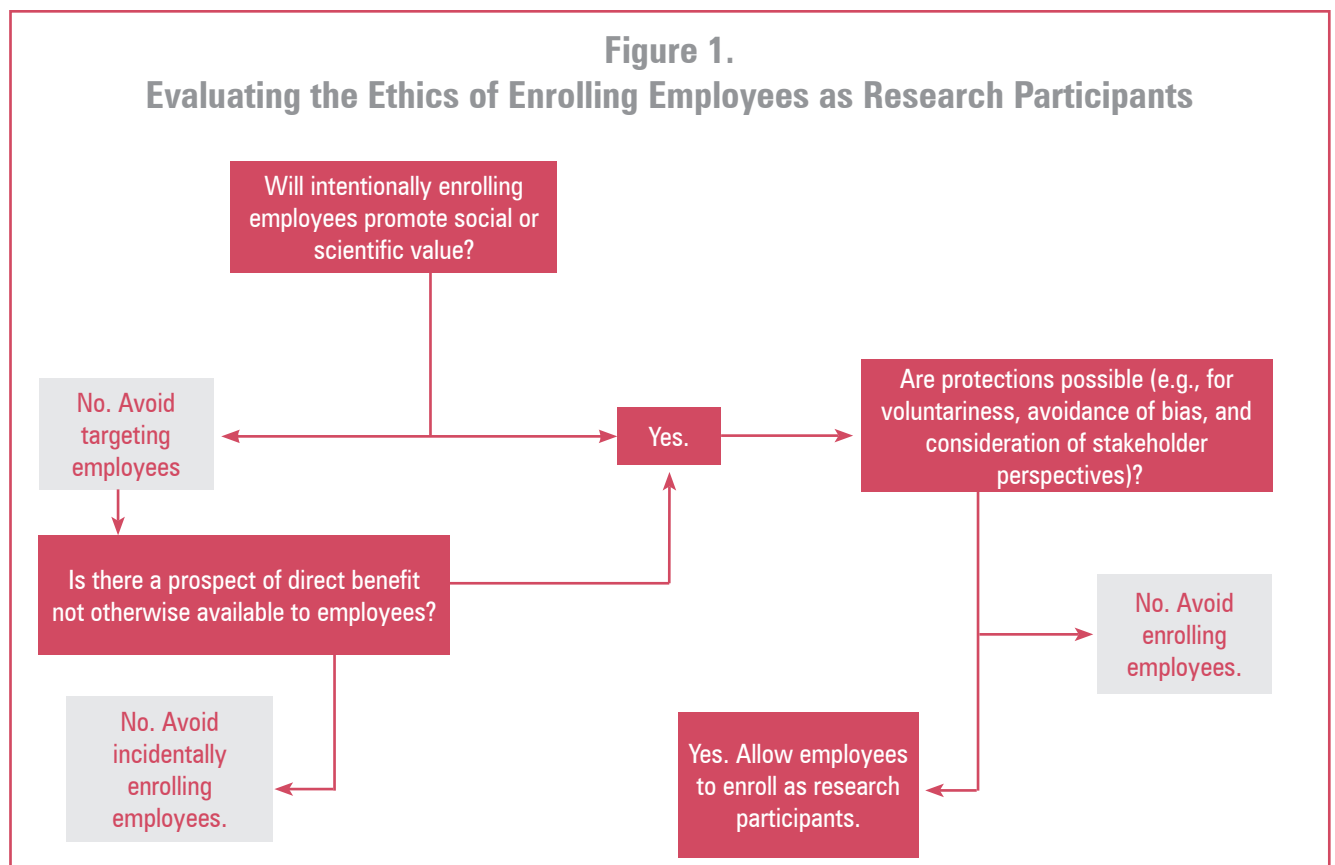 Figure 1.
Evaluating the Ethics of Enrolling Employees as Research Participants
Will intentionally enrolling
employees promote social or
scientific value?
No. Avoid
targeting
employees
Yes.
Are protections possible (e.g., for
voluntariness, avoidance of bias, and
consideration of stakeholder
perspectives)?
Is there a prospect of direct benefit
not otherwise available to employees?
No. Avoid
enrolling
employees.
No. Avoid
incidentally
enrolling
employees.
Yes. Allow employees
to enroll as research
participants.